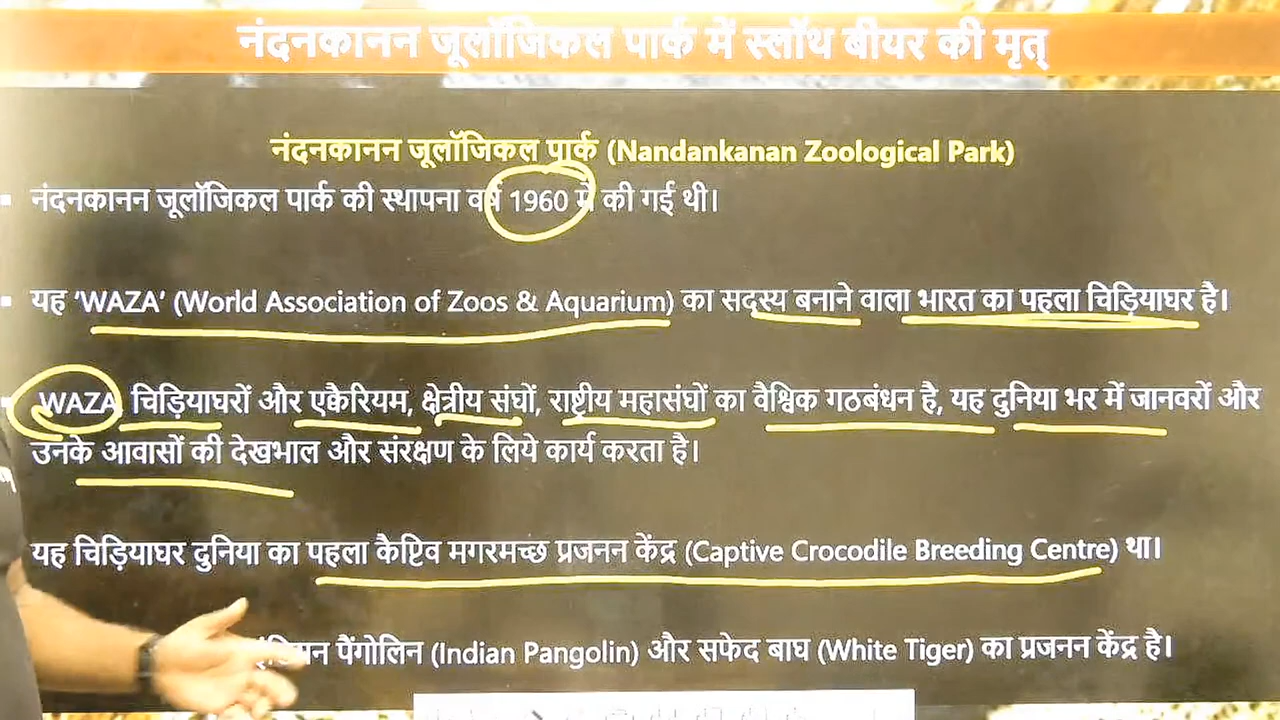 नंदनकानन जूलॉजिकल पार्क में स्लॉथ बीयर की मृत्
नंदनकानन जूलॉजिकल पार्क (Nandankanan Zoological Park)
नंदनकानन जूलॉजिकल पार्क की स्थापना वर्ष 1960 में की गई थी।
यह ‘WAZA’ (World Association of Zoos & Aquarium) का सदस्य बनाने वाला भारत का पहला चिड़ियाघर है।
WAZA चिड़ियाघरों और एक्वैरियम, क्षेत्रीय संघों, राष्ट्रीय महासंघों का वैश्विक गठबंधन है, यह दुनिया भर में जानवरों और
उनके आवासों की देखभाल और संरक्षण के लिये कार्य करता है।
यह चिड़ियाघर दुनिया का पहला कैप्टिव मगरमच्छ प्रजनन केंद्र (Captive Crocodile Breeding Centre) था।
पैंगोलिन (Indian Pangolin) और सफेद बाघ (White Tiger) का प्रजनन केंद्र है।